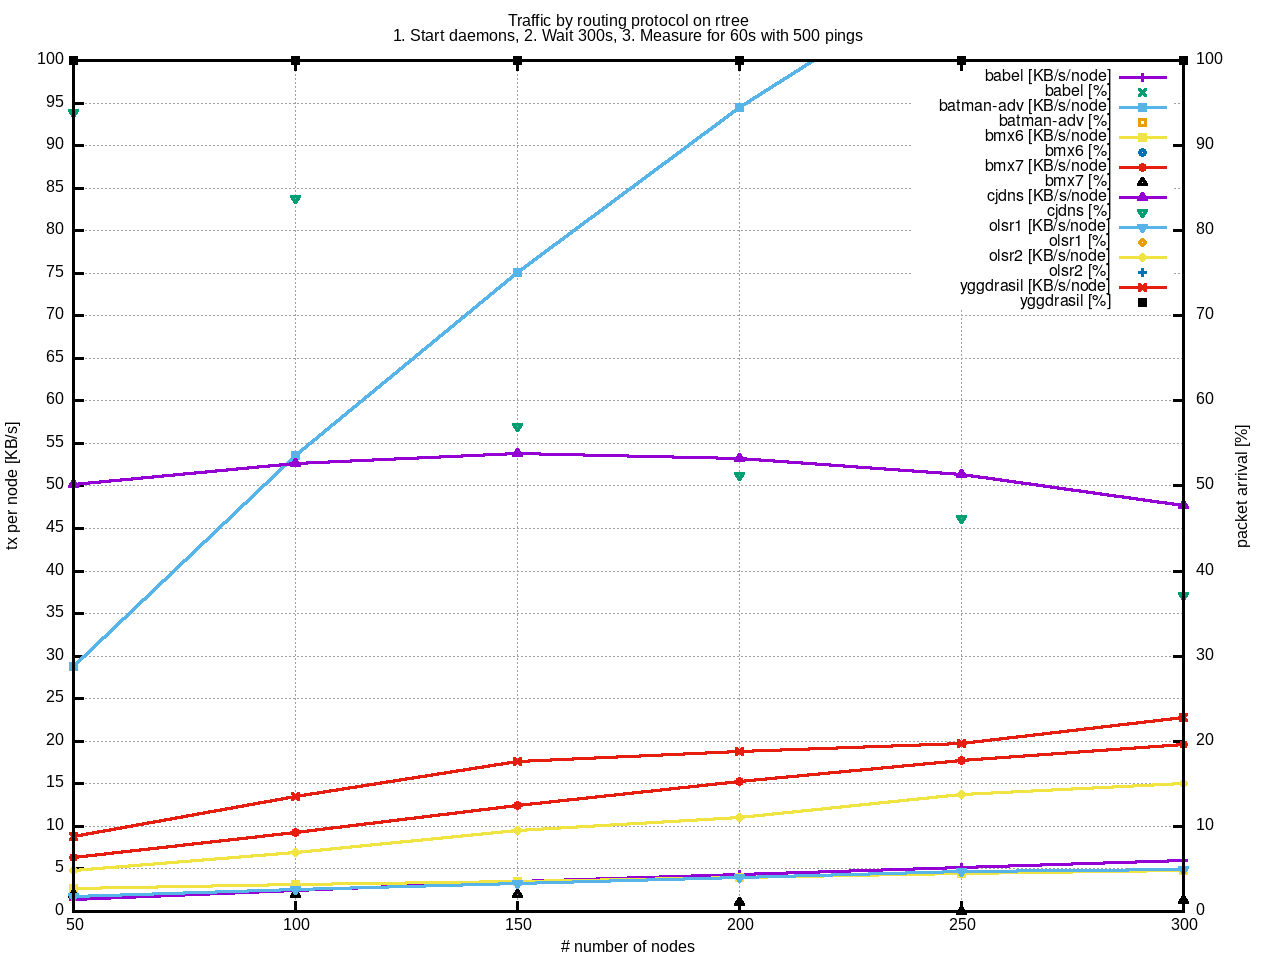 Traffic by routing protocol on rtree
1. Start daemons, 2. Wait 300s, 3. Measure for 60s with 500 pings
babel [KB/s/node]
babel [%]
batman-adv [KB/s/node]
batman-adv [%]
bmx6 [KB/s/node]
bmx6 [%]
bmx7 [KB/s/node]
bmx7 [%]
cjdns [KB/s/node]
cjdns [%]
olsr1 [KB/s/node]
olsr1 [%]
olsr2 [KB/s/node]
olsr2 [%]
yggdrasil [KB/s/node]
yggdrasil [%]
tx per node [KB/s]
100
95
90
85
80
75
70
65
60
55
50
45
40
35
30
25
20
15
10
5
0
packet arrival [%]
100
90
80
70
60
50
40
30
20
10
0
50 100 150 200 250 300
# number of nodes